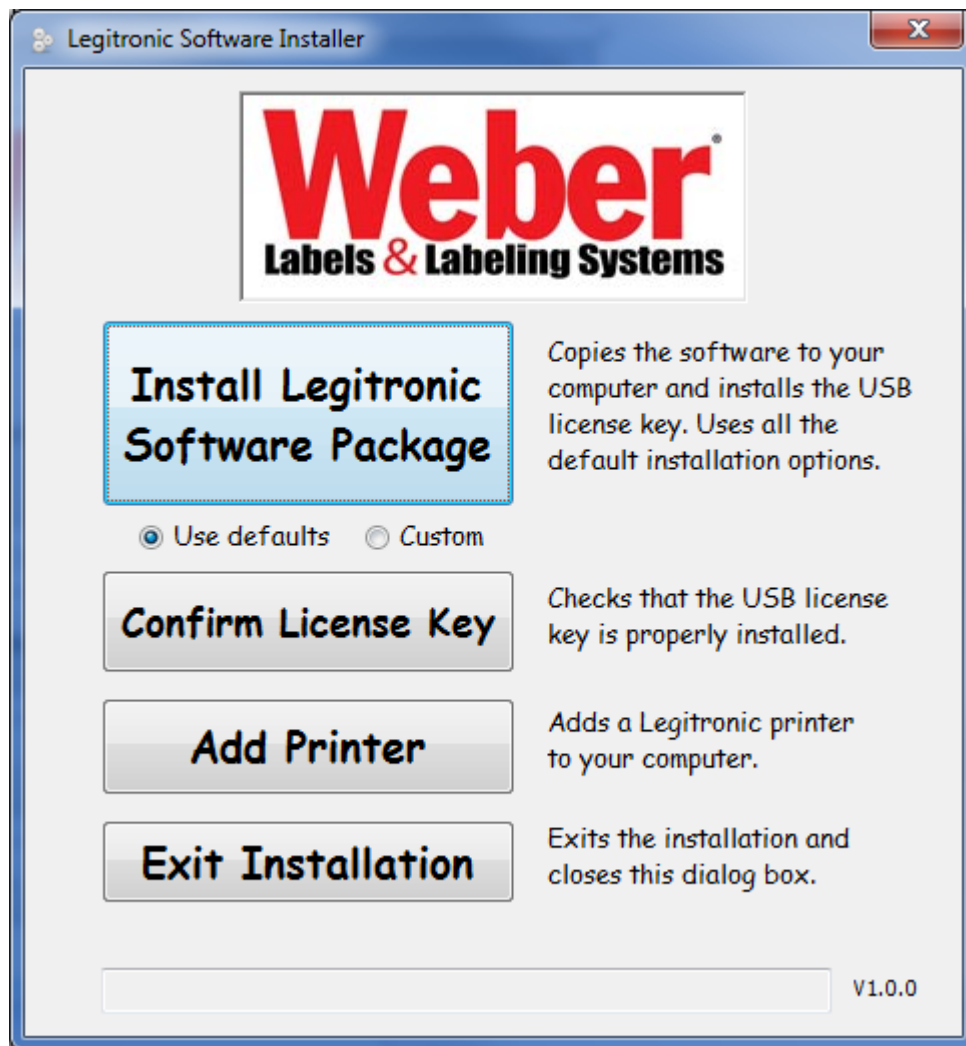 Legitronic Software Installer
Weber®
Labels & Labeling Systems
Install Legitronic
Software Package
Copies the software to your
computer and installs the USB
license key. Uses all the
default installation options.
Use defaults Custom
Confirm License Key
Checks that the USB license
key is properly installed.
Add Printer
Adds a Legitronic printer
to your computer.
Exit Installation
Exits the installation and
closes this dialog box.
V1.0.0